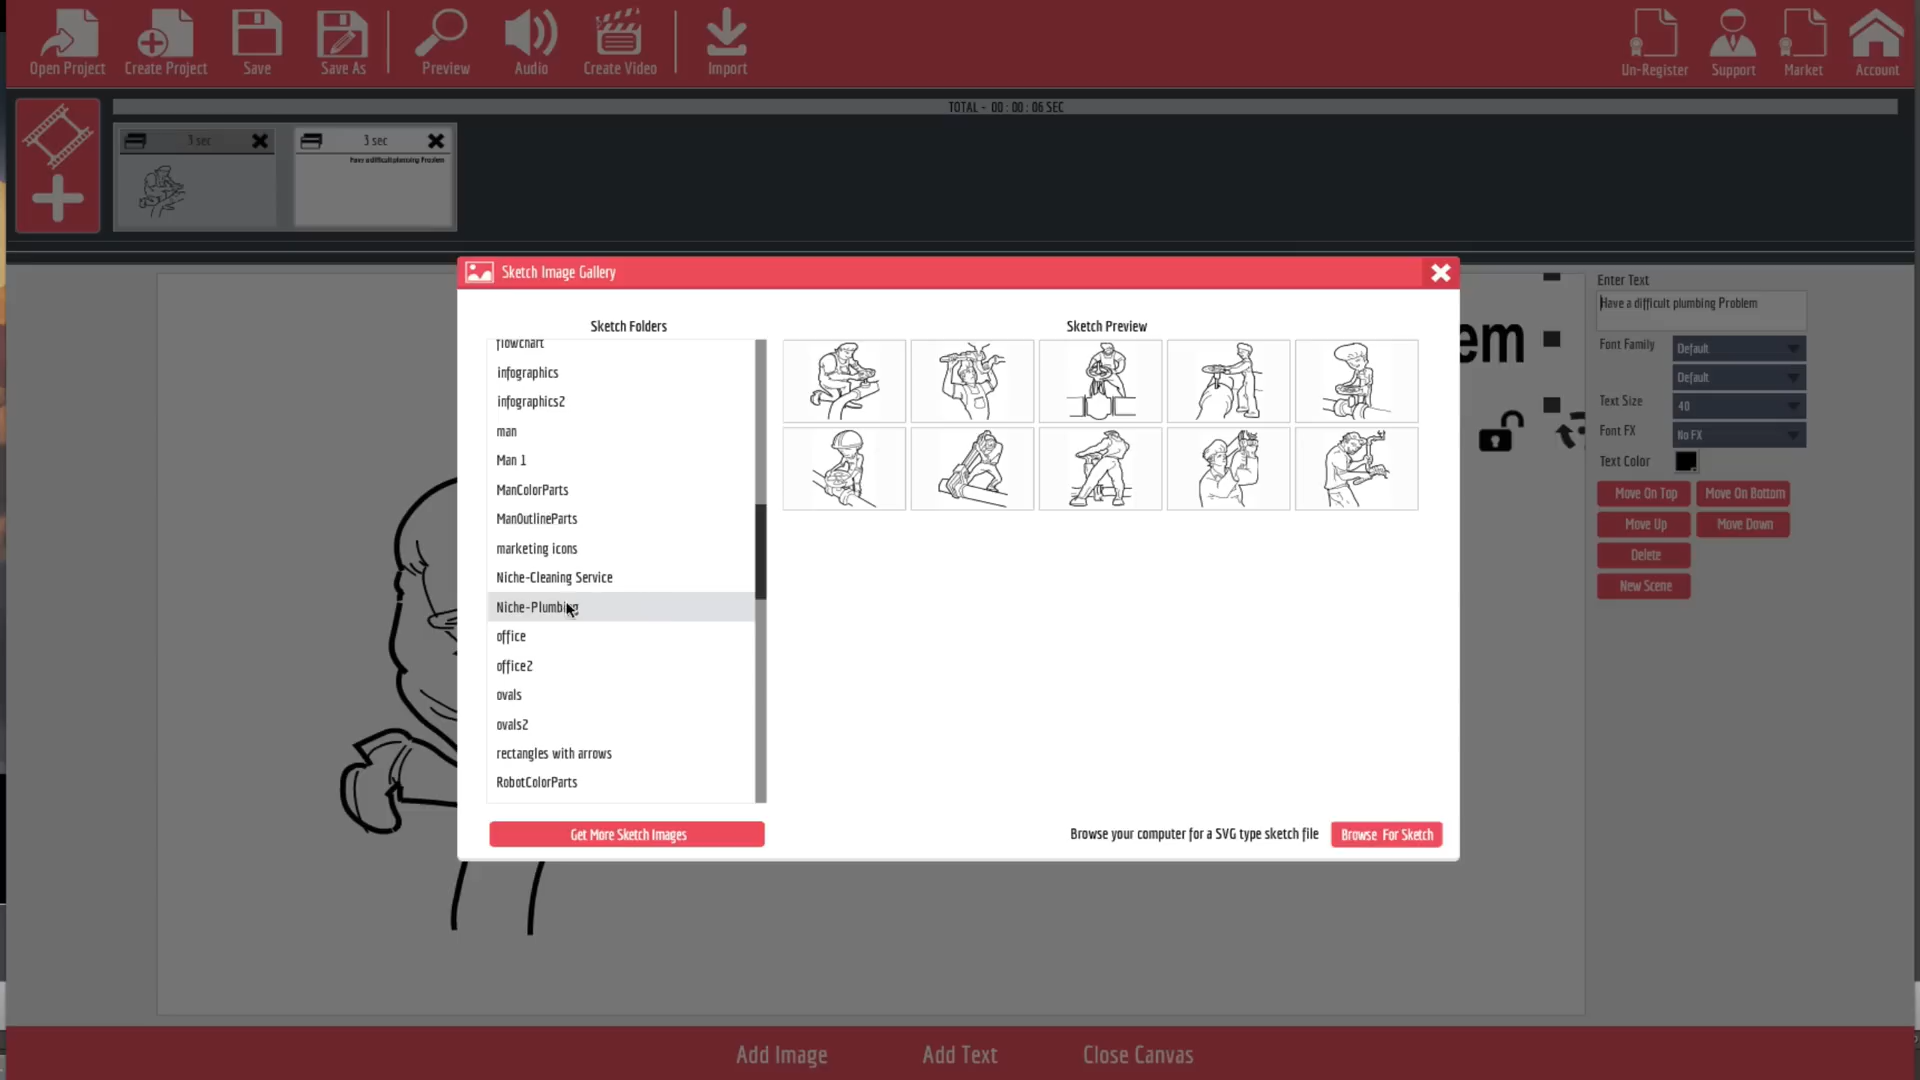 Open Project
Create Project
Save
Save As
Preview
Audio
Create Video
Import
Un-Register
Support
Market
Account
TOTAL - 00 : 00 : 06 SEC
3 sec
3 sec
Have a difficult plumbing Problem
Sketch Image Gallery
Sketch Folders
Sketch Preview
flowchart
infographics
infographics2
man
Man 1
ManColorParts
ManOutlineParts
marketing icons
Niche-Cleaning Service
Niche-Plumbing
office
office2
ovals
ovals2
rectangles with arrows
RobotColorParts
Get More Sketch Images
Browse your computer for a SVG type sketch file
Browse For Sketch
em
Enter Text
Have a difficult plumbing Problem
Font Family
Default
Default
Text Size
40
Font FX
No FX
Text Color
Move On Top
Move On Bottom
Move Up
Move Down
Delete
New Scene
Add Image
Add Text
Close Canvas